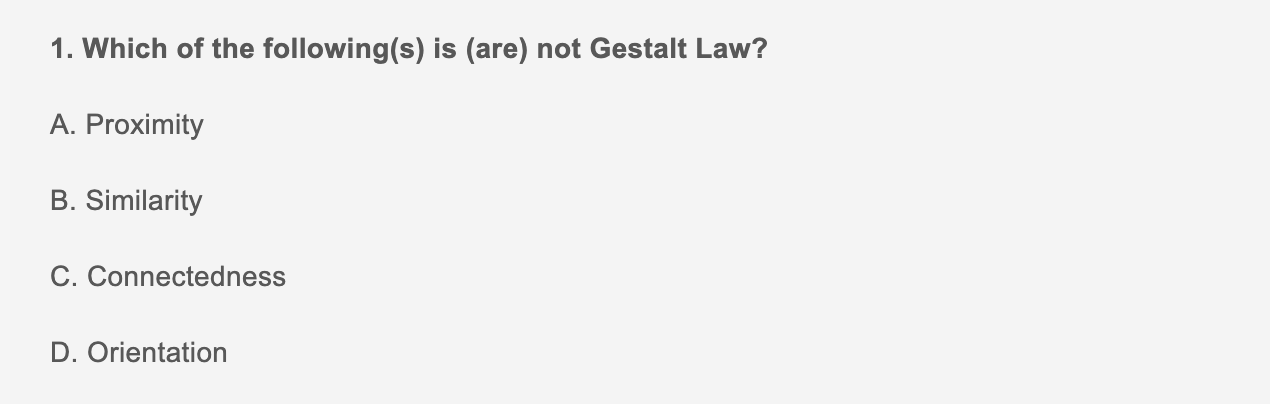 1. Which of the following(s) is (are) not Gestalt Law?
A. Proximity
B. Similarity
C. Connectedness
D. Orientation